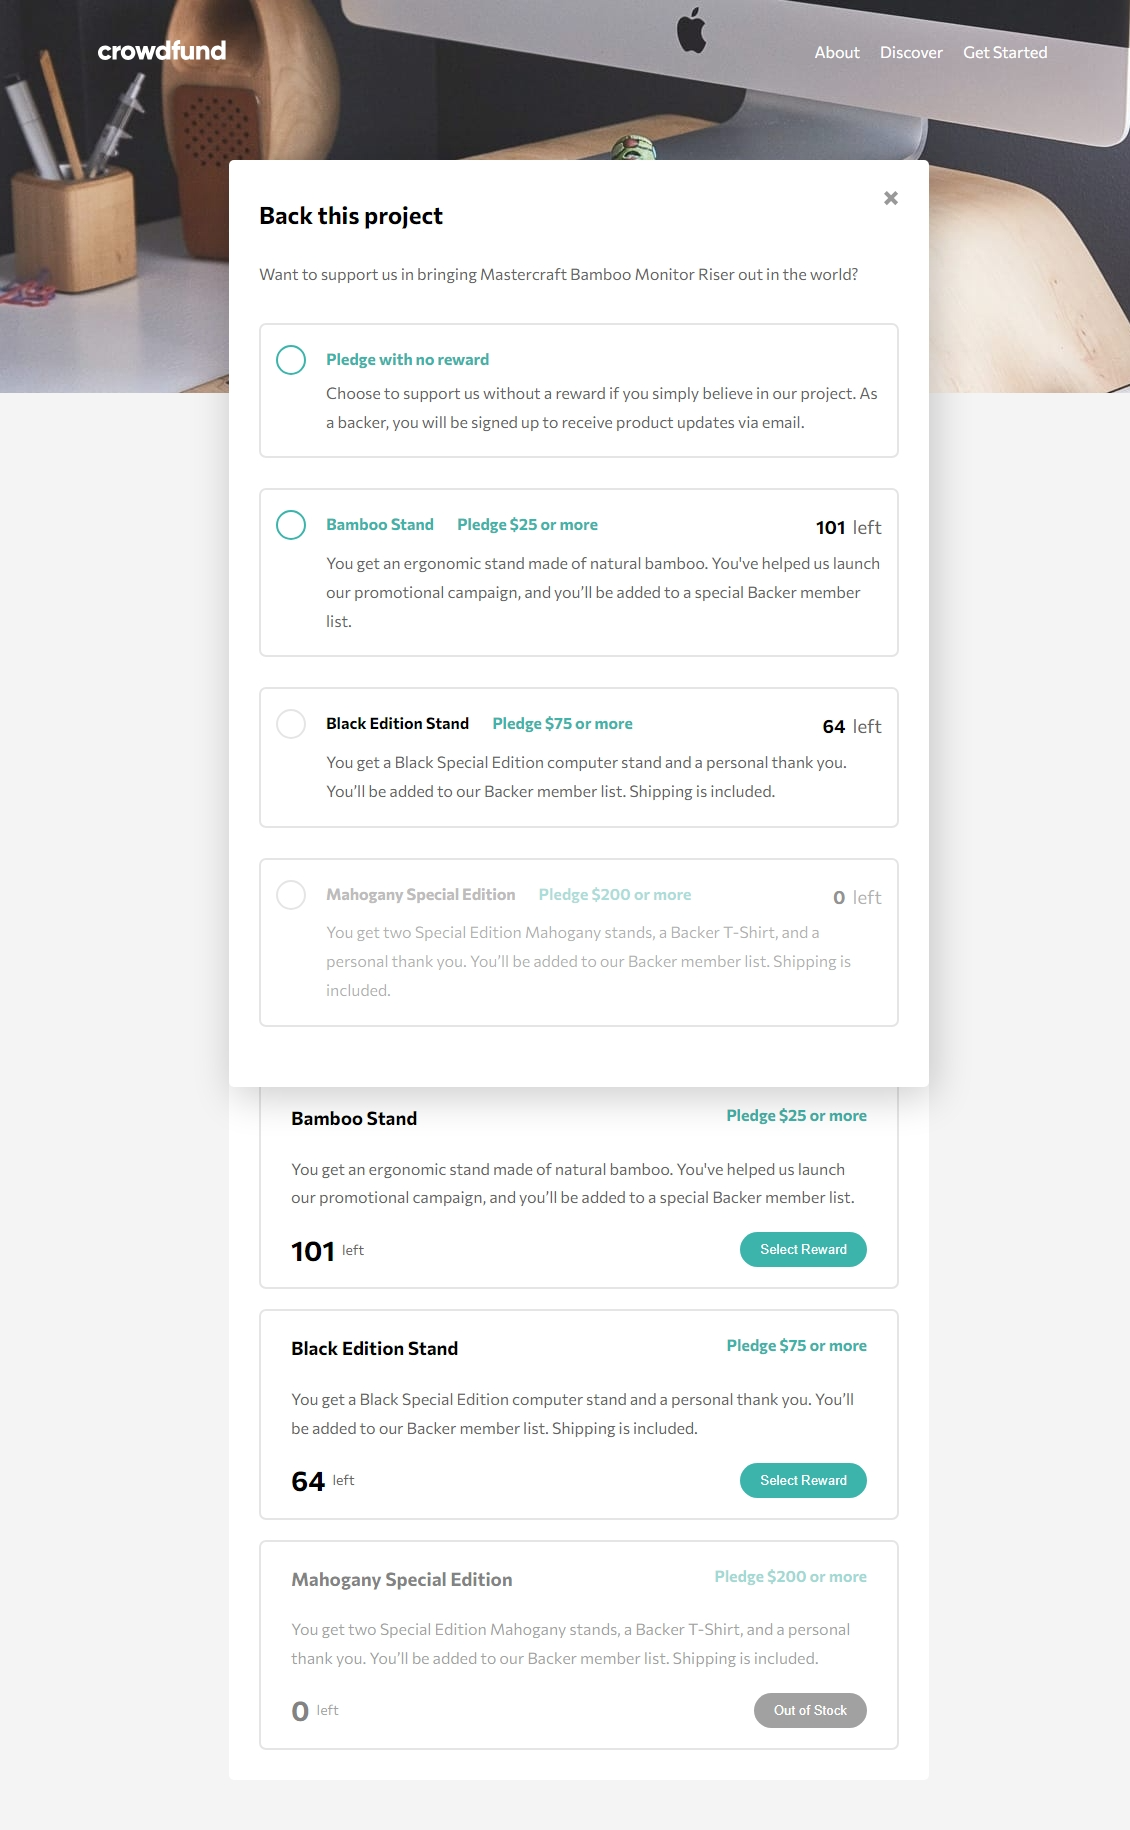 crowdfund
About Discover Get Started
Back this project
Want to support us in bringing Mastercraft Bamboo Monitor Riser out in the world?
Pledge with no reward
Choose to support us without a reward if you simply believe in our project. As
a backer, you will be signed up to receive product updates via email.
Bamboo Stand Pledge $25 or more 101 left
You get an ergonomic stand made of natural bamboo. You've helped us launch
our promotional campaign, and you’ll be added to a special Backer member
list.
Black Edition Stand Pledge $75 or more 64 left
You get a Black Special Edition computer stand and a personal thank you.
You’ll be added to our Backer member list. Shipping is included.
Mahogany Special Edition Pledge $200 or more 0 left
You get two Special Edition Mahogany stands, a Backer T-Shirt, and a
personal thank you. You’ll be added to our Backer member list. Shipping is
included.
Bamboo Stand Pledge $25 or more
You get an ergonomic stand made of natural bamboo. You've helped us launch
our promotional campaign, and you’ll be added to a special Backer member list.
101 left Select Reward
Black Edition Stand Pledge $75 or more
You get a Black Special Edition computer stand and a personal thank you. You’ll
be added to our Backer member list. Shipping is included.
64 left Select Reward
Mahogany Special Edition Pledge $200 or more
You get two Special Edition Mahogany stands, a Backer T-Shirt, and a personal
thank you. You’ll be added to our Backer member list. Shipping is included.
0 left Out of Stock